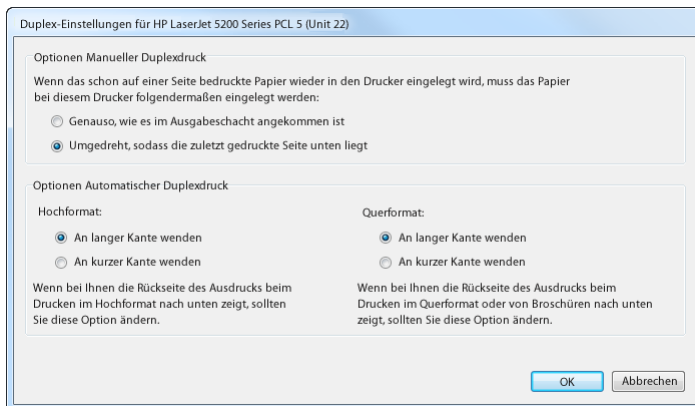 Duplex-Einstellungen für HP LaserJet 5200 Series PCL 5 (Unit 22)
Optionen Manueller Duplexdruck
Wenn das schon auf einer Seite bedruckte Papier wieder in den Drucker eingelegt wird, muss das Papier
bei diesem Drucker folgendermaßen eingelegt werden:
Genauso, wie es im Ausgabeschacht angekommen ist
Umgedreht, sodass die zuletzt gedruckte Seite unten liegt
Optionen Automatischer Duplexdruck
Hochformat:
An langer Kante wenden
An kurzer Kante wenden
Wenn bei Ihnen die Rückseite des Ausdrucks beim
Drucken im Hochformat nach unten zeigt, sollten
Sie diese Option ändern.
Querformat:
An langer Kante wenden
An kurzer Kante wenden
Wenn bei Ihnen die Rückseite des Ausdrucks beim
Drucken im Querformat oder von Broschüren nach unten
zeigt, sollten Sie diese Option ändern.
OK
Abbrechen